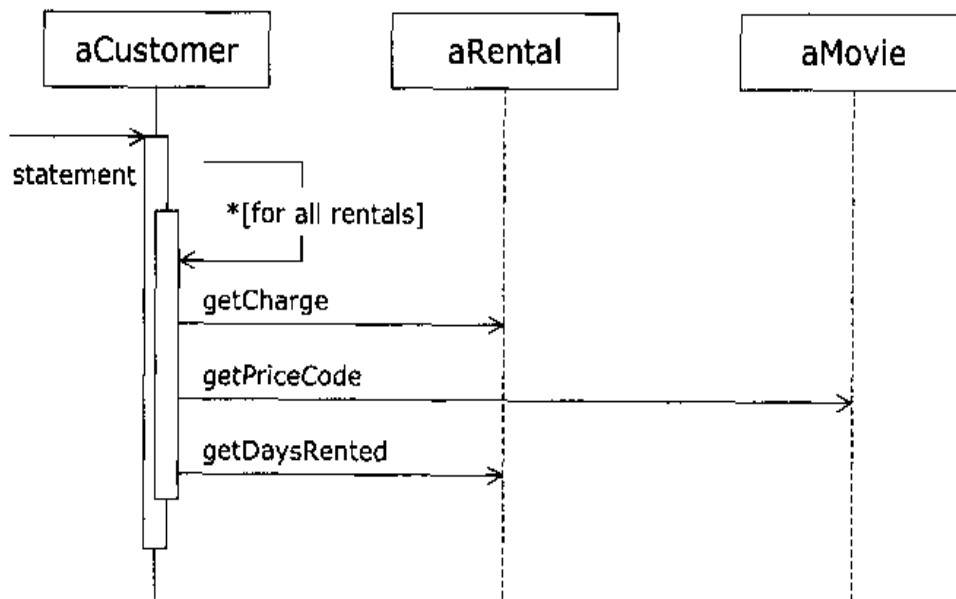 aCustomer
aRental
aMovie
statement
*[for all rentals]
getCharge
getPriceCode
getDaysRented